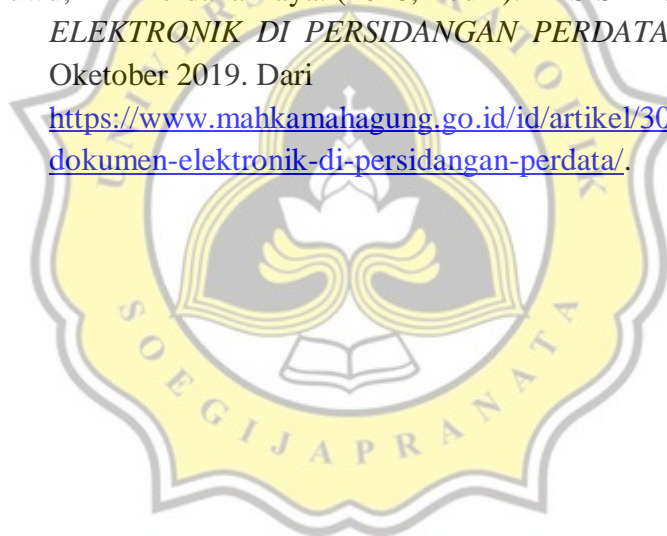 ELEKTRONIK DI PERSIDANGAN PERDATA
Oketober 2019. Dari
https://www.mahkamahagung.go.id/id/artikel/30
dokumen-elektronik-di-persidangan-perdata/.
SOEGIJAPRANATA